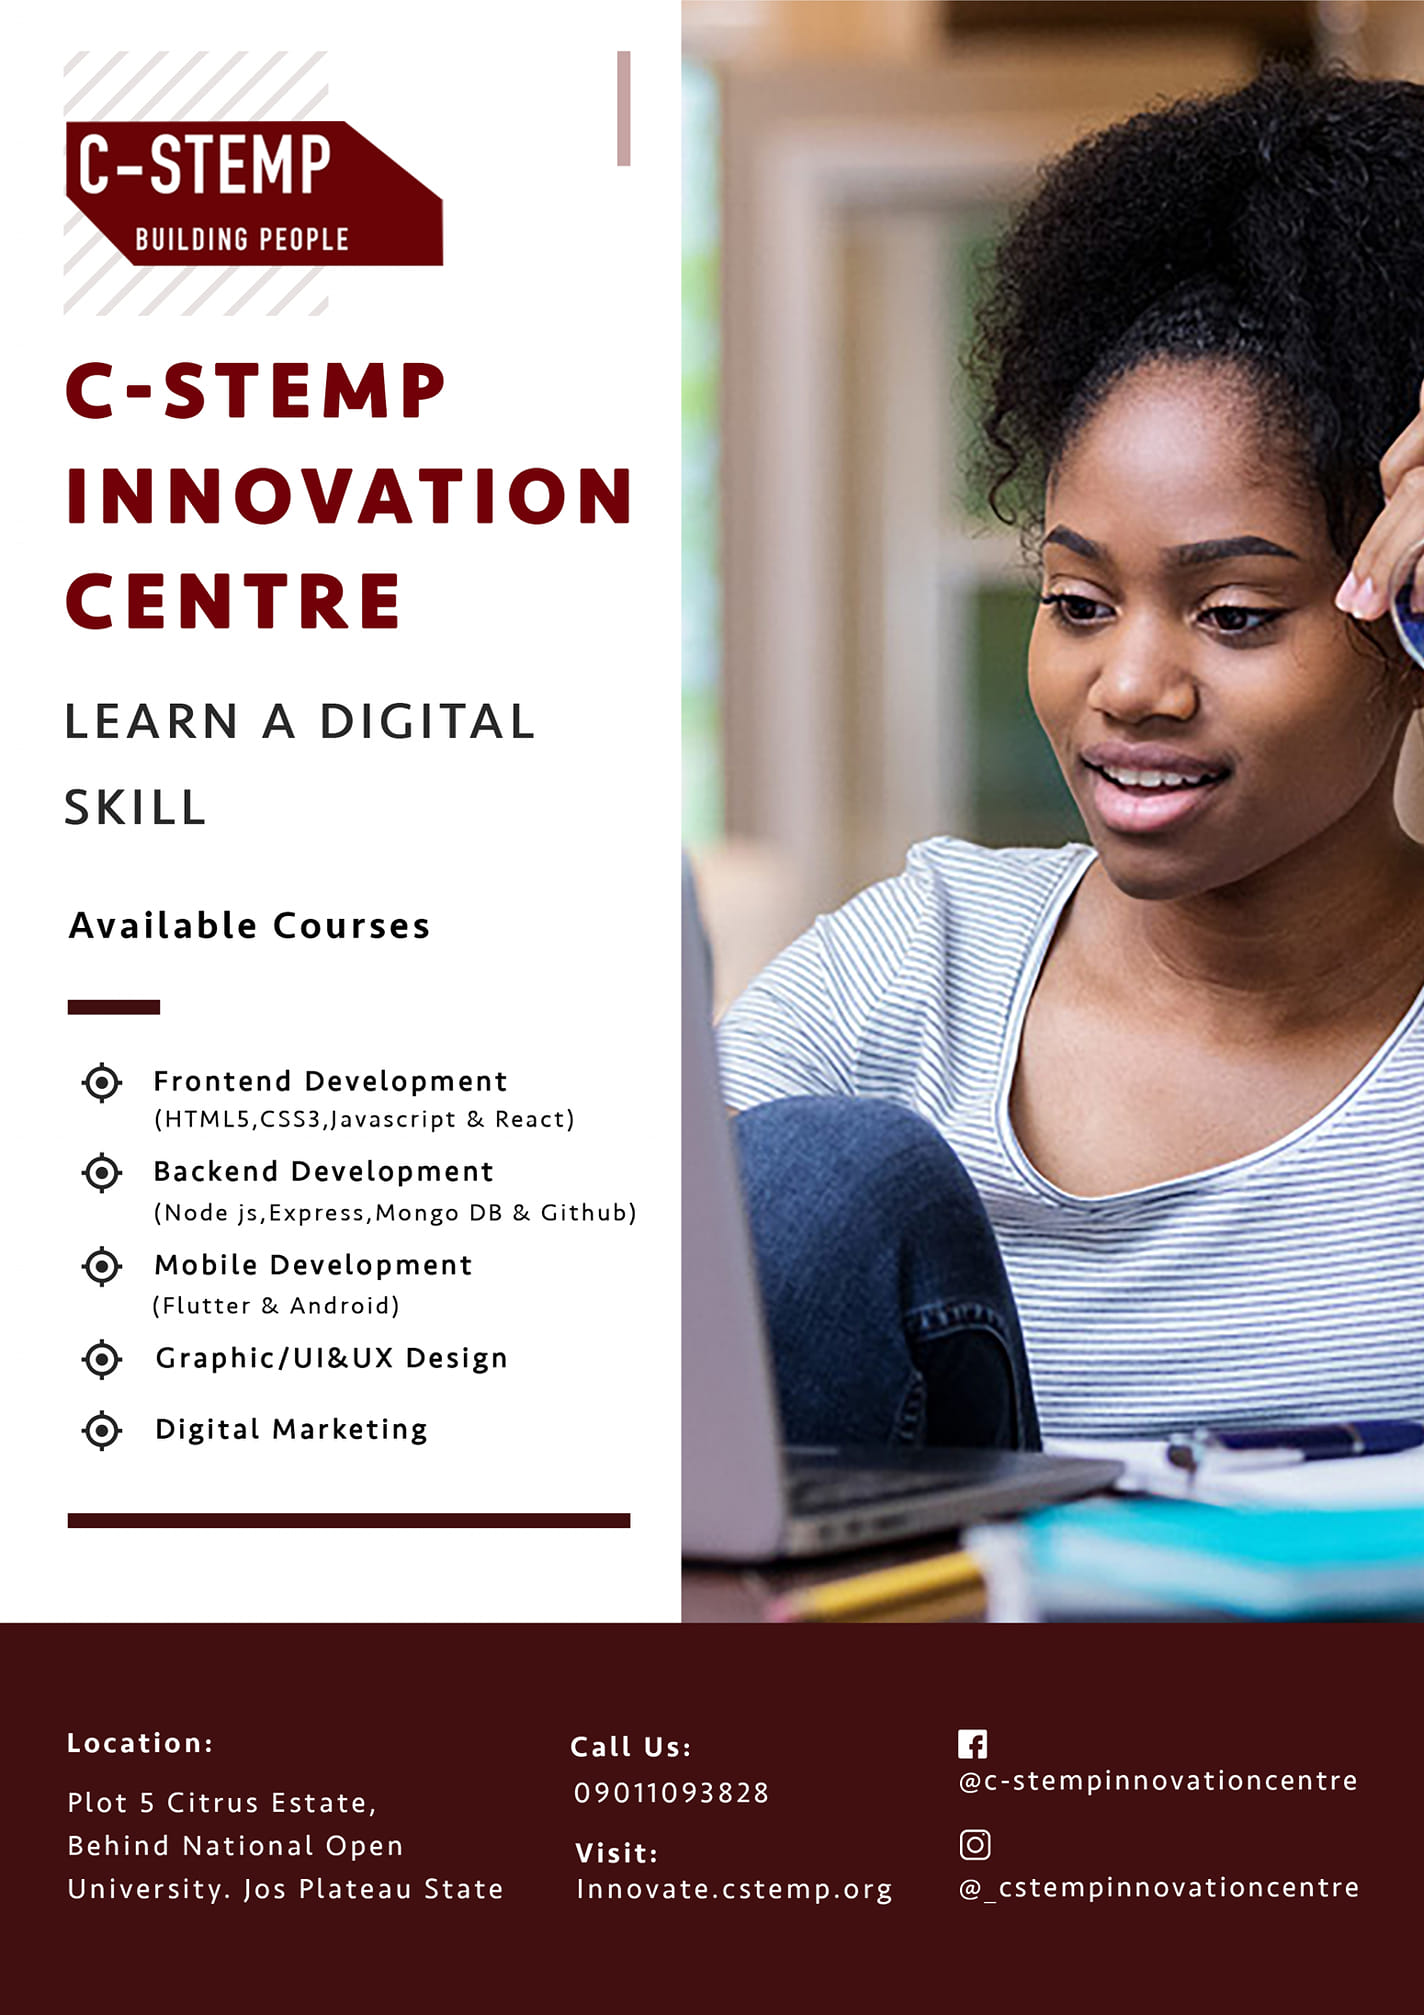 C-STEMP
BUILDING PEOPLE
C-STEMP
INNOVATION
CENTRE
LEARN A DIGITAL
SKILL
Available Courses
Frontend Development
(HTML5,CSS3,Javascript & React)
Backend Development
(Node js,Express,Mongo DB & Github)
Mobile Development
(Flutter & Android)
Graphic/UI&UX Design
Digital Marketing
Location:
Plot 5 Citrus Estate,
Behind National Open
University. Jos Plateau State
Call Us:
09011093828
Visit:
Innovate.cstemp.org
@c-stempinnovationcentre
@_cstempinnovationcentre